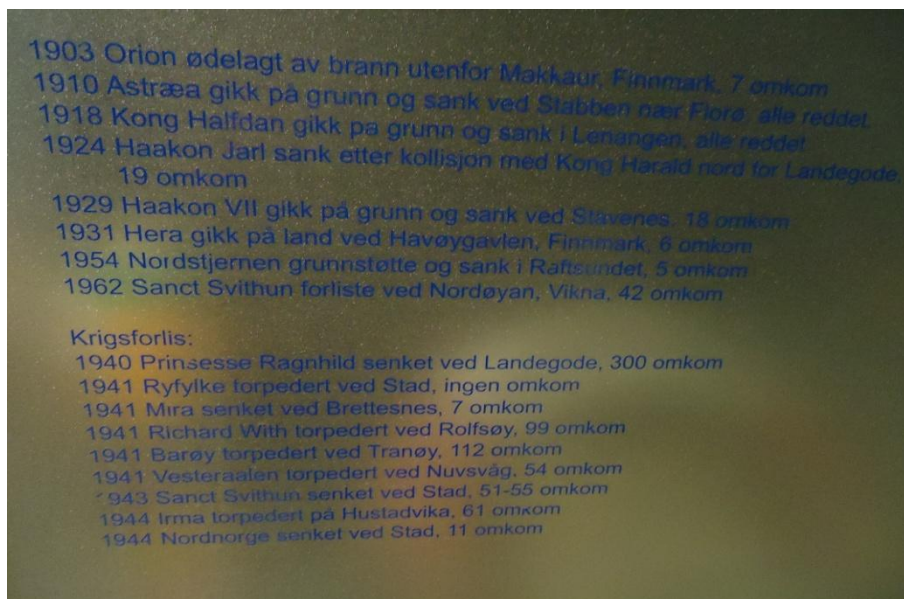 1903 Orion ødelagt av brann utenfor Makkaur, Finnmark, 7 omkom
1910 Astræa gikk på grunn og sank ved Stabben nær Florø, alle reddet
1918 Kong Halfdan gikk pa grunn og sank i Lenangen, alle reddet
1924 Haakon Jarl sank etter kollisjon med Kong Harald nord for Landegode,
19 omkom
1929 Haakon VII gikk på grunn og sank ved Stavenes. 18 omkom
1931 Hera gikk på land ved Havøygavlen, Finnmark, 6 omkom
1954 Nordstjernen grunnstøtte og sank i Raftsundet, 5 omkom
1962 Sanct Svithun forliste ved Nordøyan, Vikna, 42 omkom
Krigsforlis:
1940 Prinsesse Ragnhild senket ved Landegode, 300 omkom
1941 Ryfylke torpedert ved Stad, ingen omkom
1941 Mira senket ved Brettesnes, 7 omkom
1941 Richard With torpedert ved Rolfsøy, 99 omkom
1941 Barøy torpedert ved Tranøy, 112 omkom
1941 Vesteraalen torpedert ved Nuvsvåg, 54 omkom
1943 Sanct Svithun senket ved Stad, 51-55 omkom
1944 Irma torpedert på Hustadvika, 61 omkom
1944 Nordnorge senket ved Stad, 11 omkom